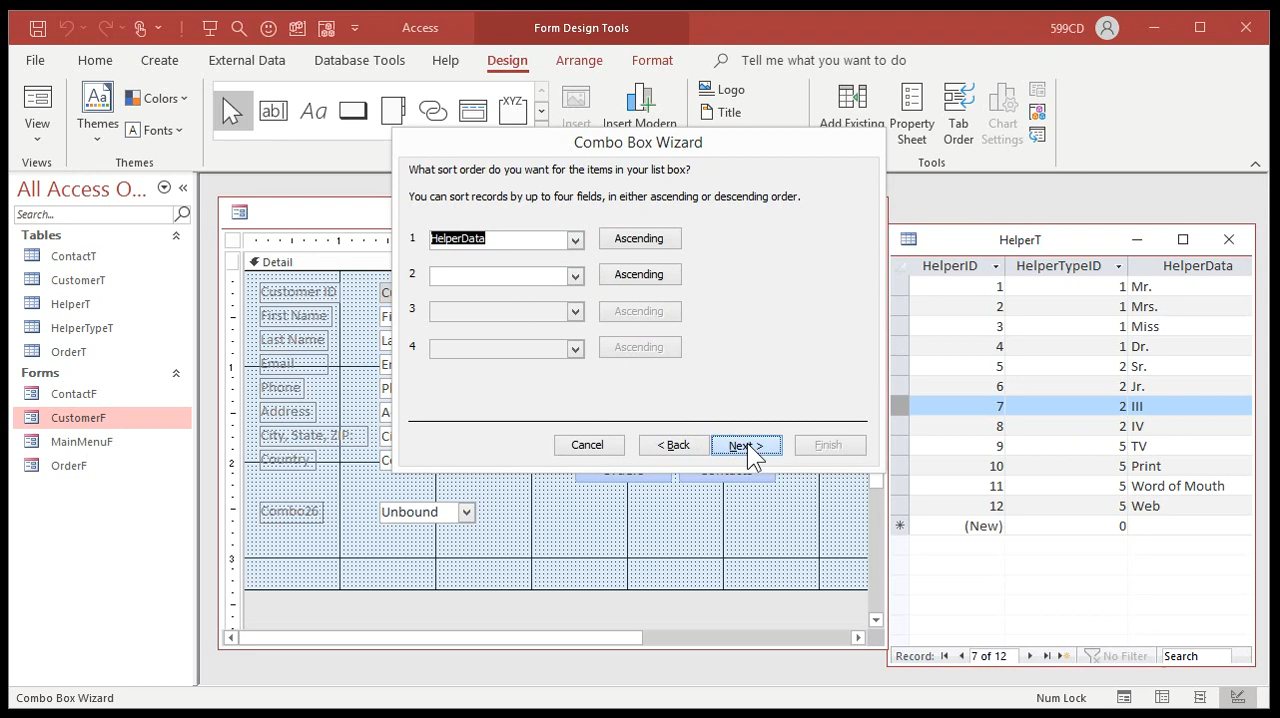 Access
Form Design Tools
599CD
File Home Create External Data Database Tools Help Design Arrange Format Tell me what you want to do
View
Themes
Colors
Fonts
Aa
ab|
Aa
XYZ
Insert
Insert Modern
Logo
Title
Add Existing
Property
Sheet
Tab
Order
Chart
Settings
Views
Themes
Tools
All Access O...
Search...
Tables
ContactT
CustomerT
HelperT
HelperTypeT
OrderT
Forms
ContactF
CustomerF
MainMenuF
OrderF
1
Detail
Customer ID
First Name
Last Name
Email
Phone
Address
City, State, ZIP:
Country
Combo26
Unbound
1
2
3
Combo Box Wizard
What sort order do you want for the items in your list box?
You can sort records by up to four fields, in either ascending or descending order.
1 HelperData Ascending
2 Ascending
3 Ascending
4 Ascending
Cancel < Back Next > Finish
HelperT
HelperID HelperTypeID HelperData
1 1 Mr.
2 1 Mrs.
3 1 Miss
4 1 Dr.
5 2 Sr.
6 2 Jr.
7 2 III
8 2 IV
9 5 TV
10 5 Print
11 5 Word of Mouth
12 5 Web
(New) 0
Record: 7 of 12 No Filter Search
Combo Box Wizard
Num Lock